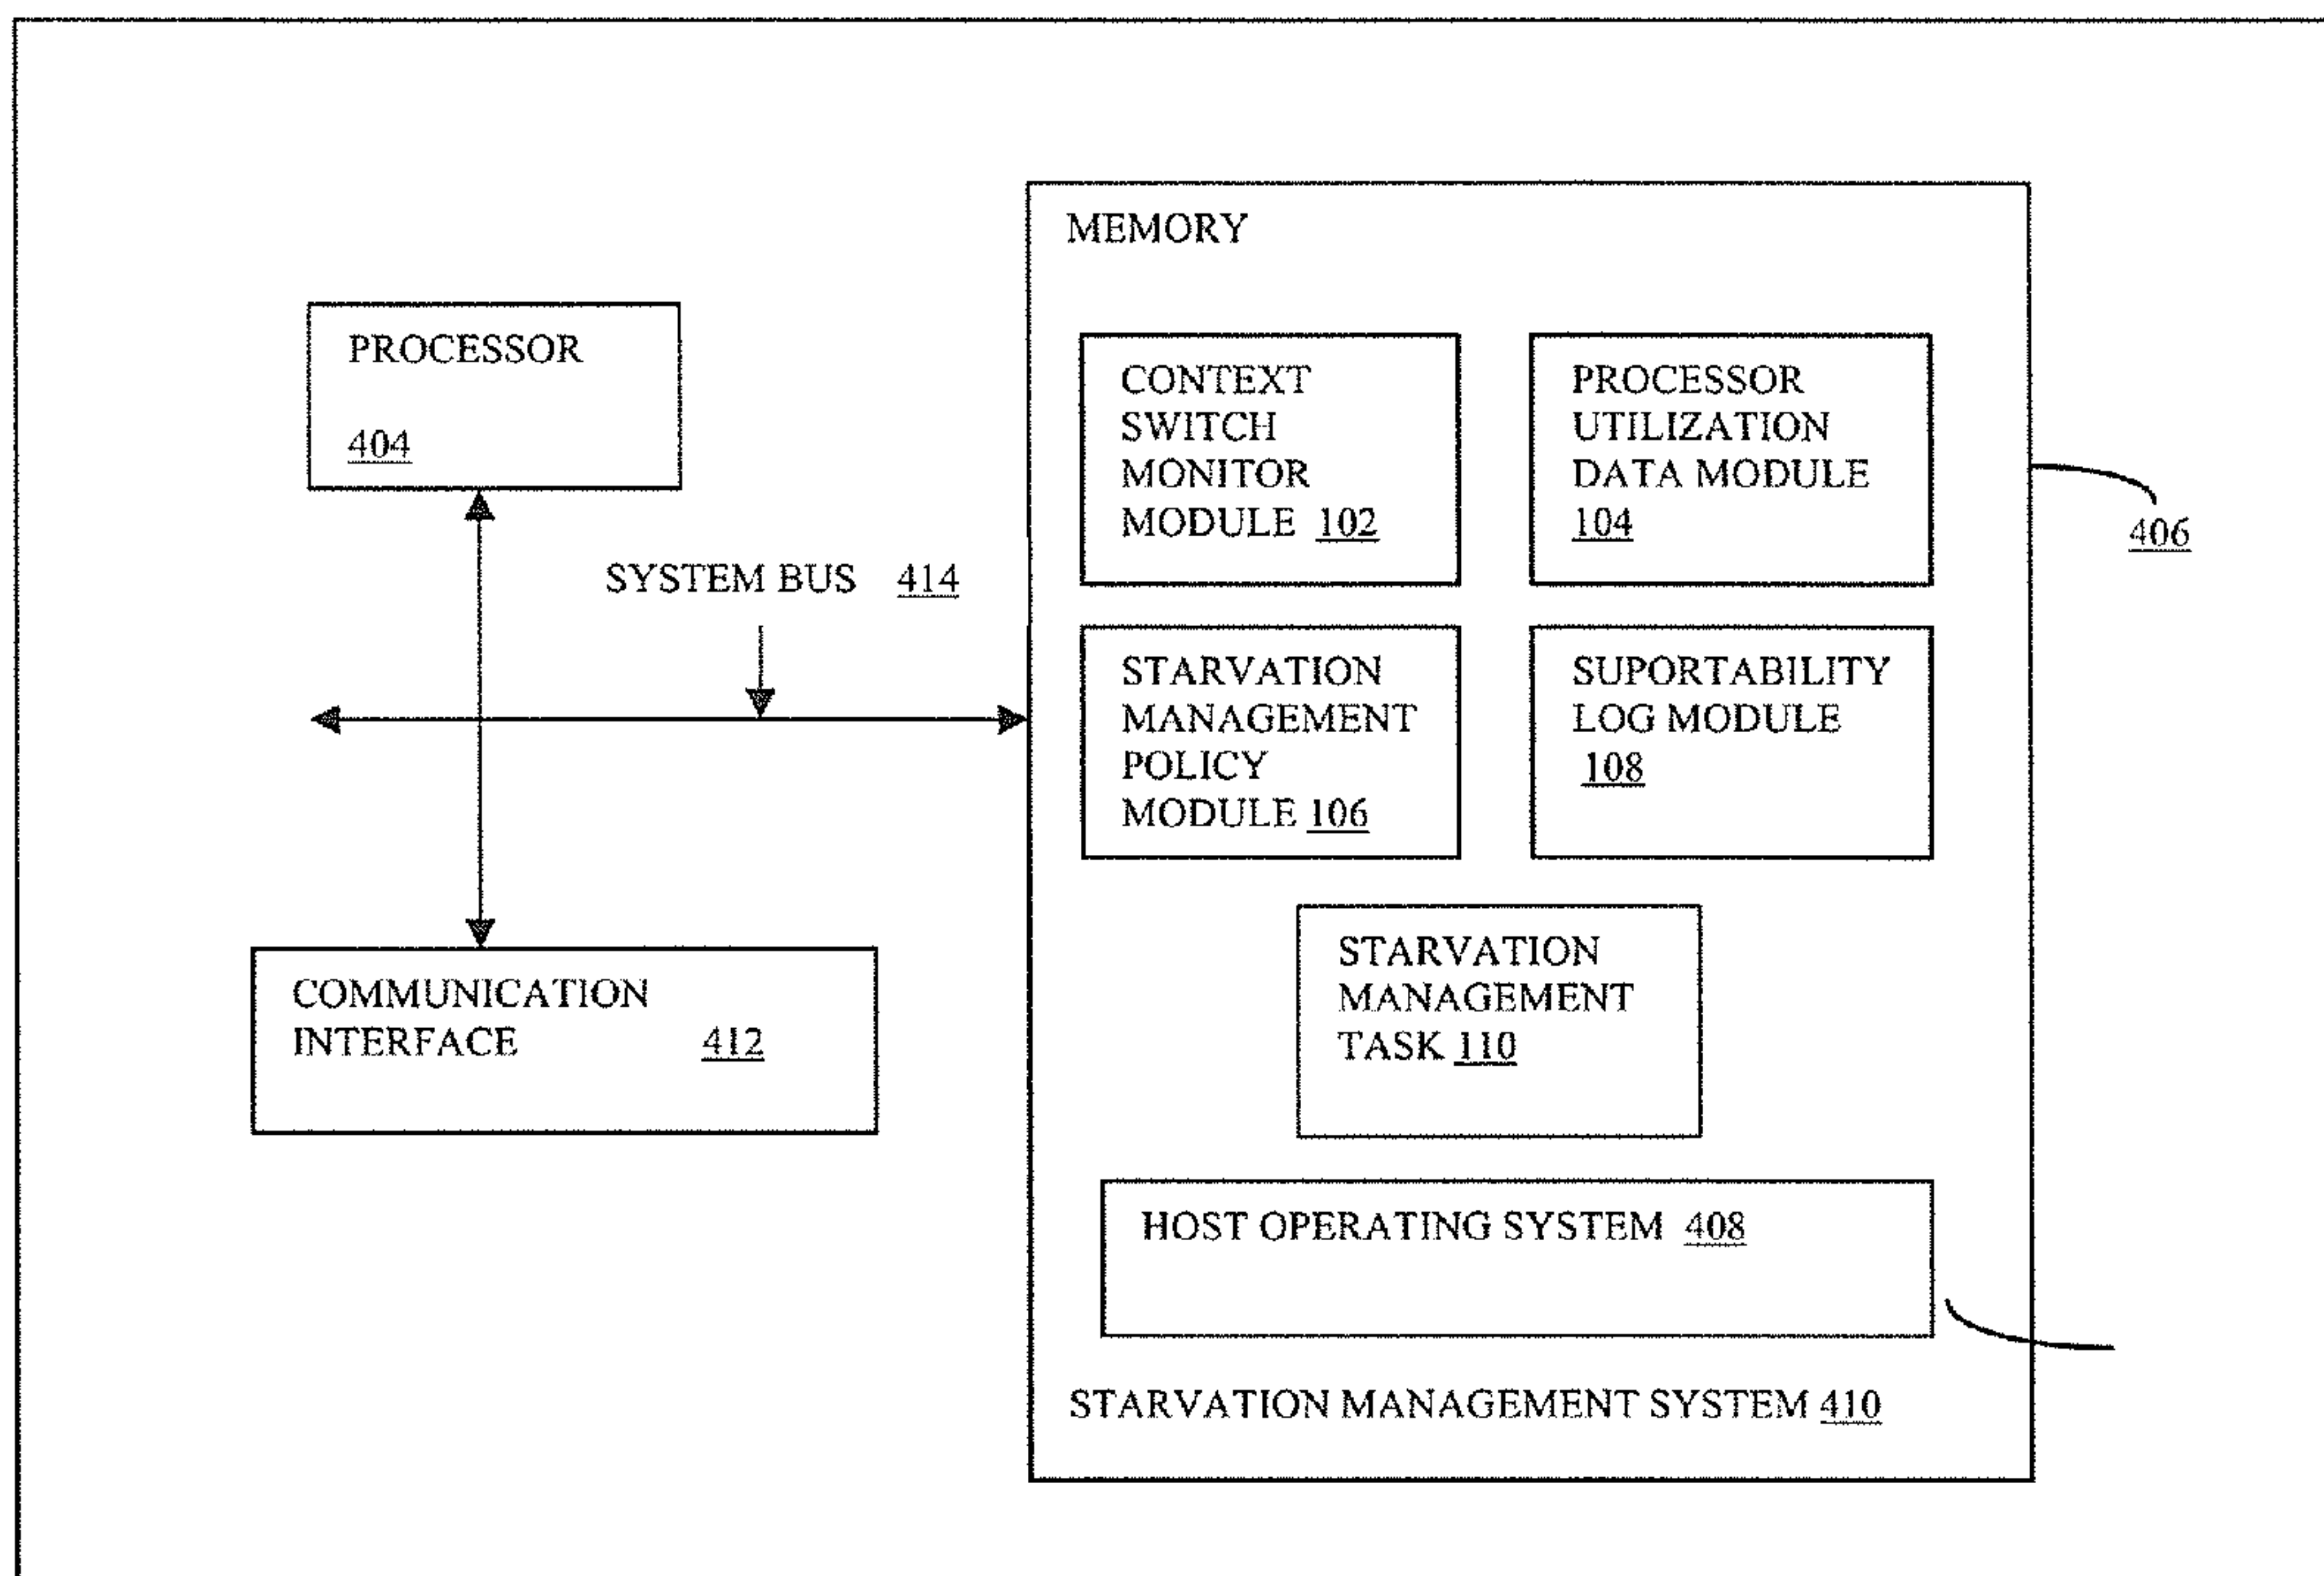 MEMORY
PROCESSOR
404
CONTEXT
SWITCH
MONITOR
MODULE 102
PROCESSOR
UTILIZATION
DATA MODULE
104
406
SYSTEM BUS 414
STARVATION
MANAGEMENT
POLICY
MODULE 106
SUPORTABILITY
LOG MODULE
108
COMMUNICATION
INTERFACE 412
STARVATION
MANAGEMENT
TASK 110
HOST OPERATING SYSTEM 408
STARVATION MANAGEMENT SYSTEM 410